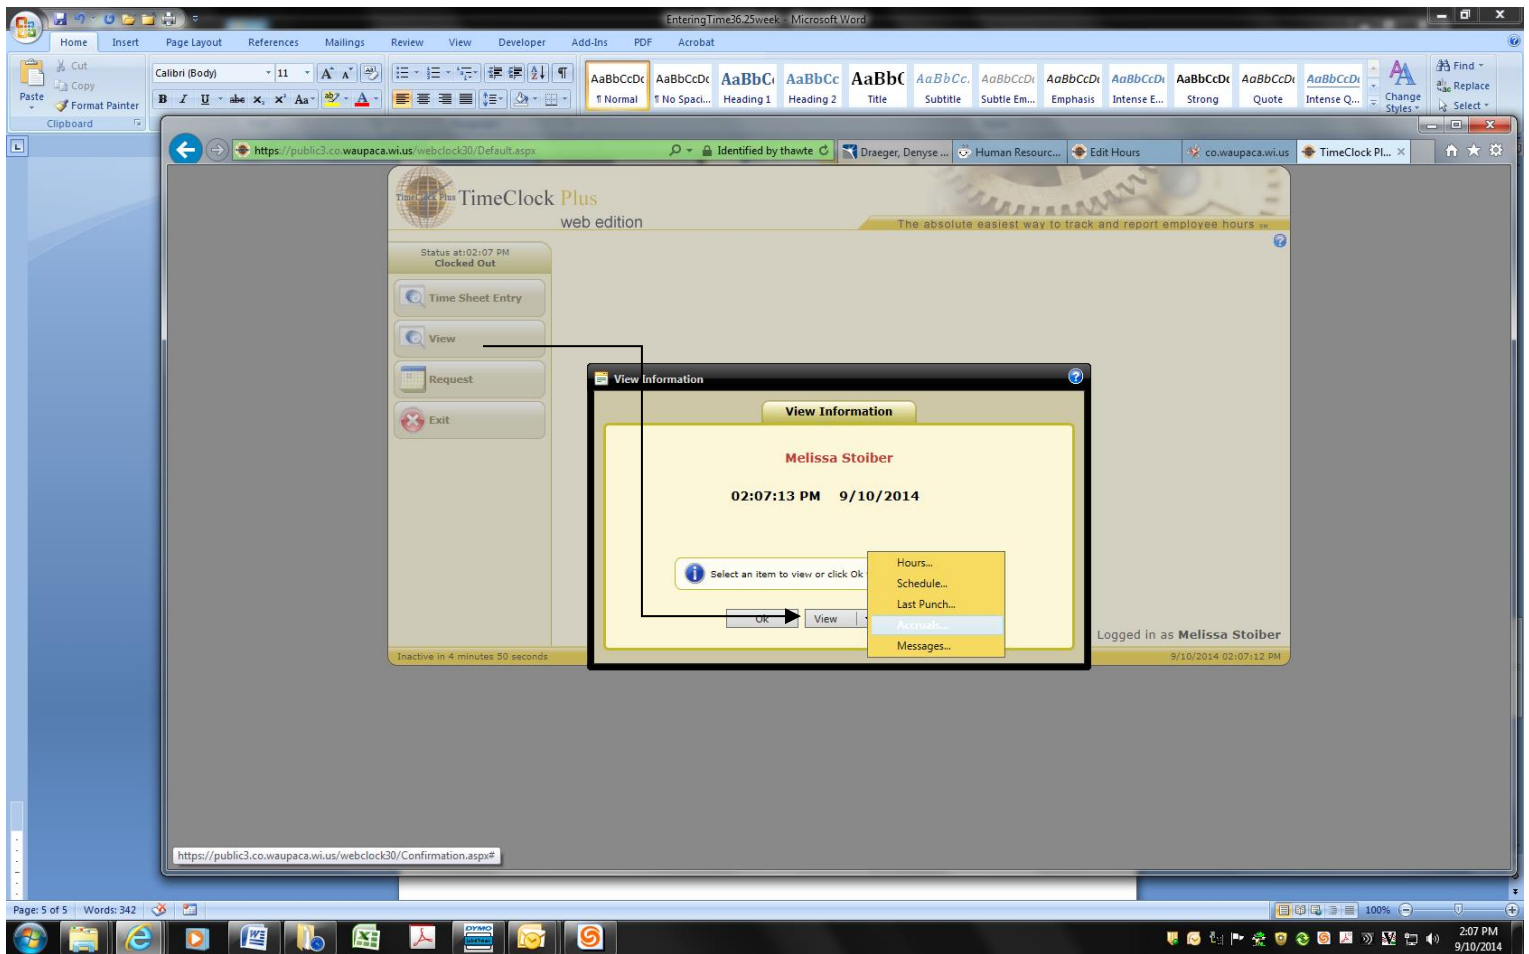 EnteringTime36.25week - Microsoft Word
Home Insert Page Layout References Mailings Review View Developer Add-Ins PDF Acrobat
Paste
Cut
Copy
Format Painter
Clipboard
Calibri (Body) 11
AaBbCcDc AaBbCcDc AaBbC AaBbCc AaBbC AaBbCc. AaBbCcDc AaBbCcDc AaBbCcDc AaBbCcDc AaBbCcDc AaBbCcDc
¶ Normal ¶ No Spaci... Heading 1 Heading 2 Title Subtitle Subtle Em... Emphasis Intense E... Strong Quote Intense Q...
Change Styles
Find
Replace
Select
https://public3.co.waupaca.wi.us/webclock30/Default.aspx Identified by thawte Draeger, Denyse ... Human Resourc... Edit Hours co.waupaca.wi.us TimeClock Pl...
TimeClock Plus
TimeClock Plus
web edition
The absolute easiest way to track and report employee hours SM
Status at:02:07 PM
Clocked Out
Time Sheet Entry
View
Request
Exit
View Information
View Information
Melissa Stoiber
02:07:13 PM 9/10/2014
Select an item to view or click Ok
Ok View
Hours...
Schedule...
Last Punch...
Accruals...
Messages...
Logged in as Melissa Stoiber
Inactive in 4 minutes 50 seconds
9/10/2014 02:07:12 PM
https://public3.co.waupaca.wi.us/webclock30/Confirmation.aspx#
Page: 5 of 5 Words: 342
100%
DYMO
2:07 PM
9/10/2014